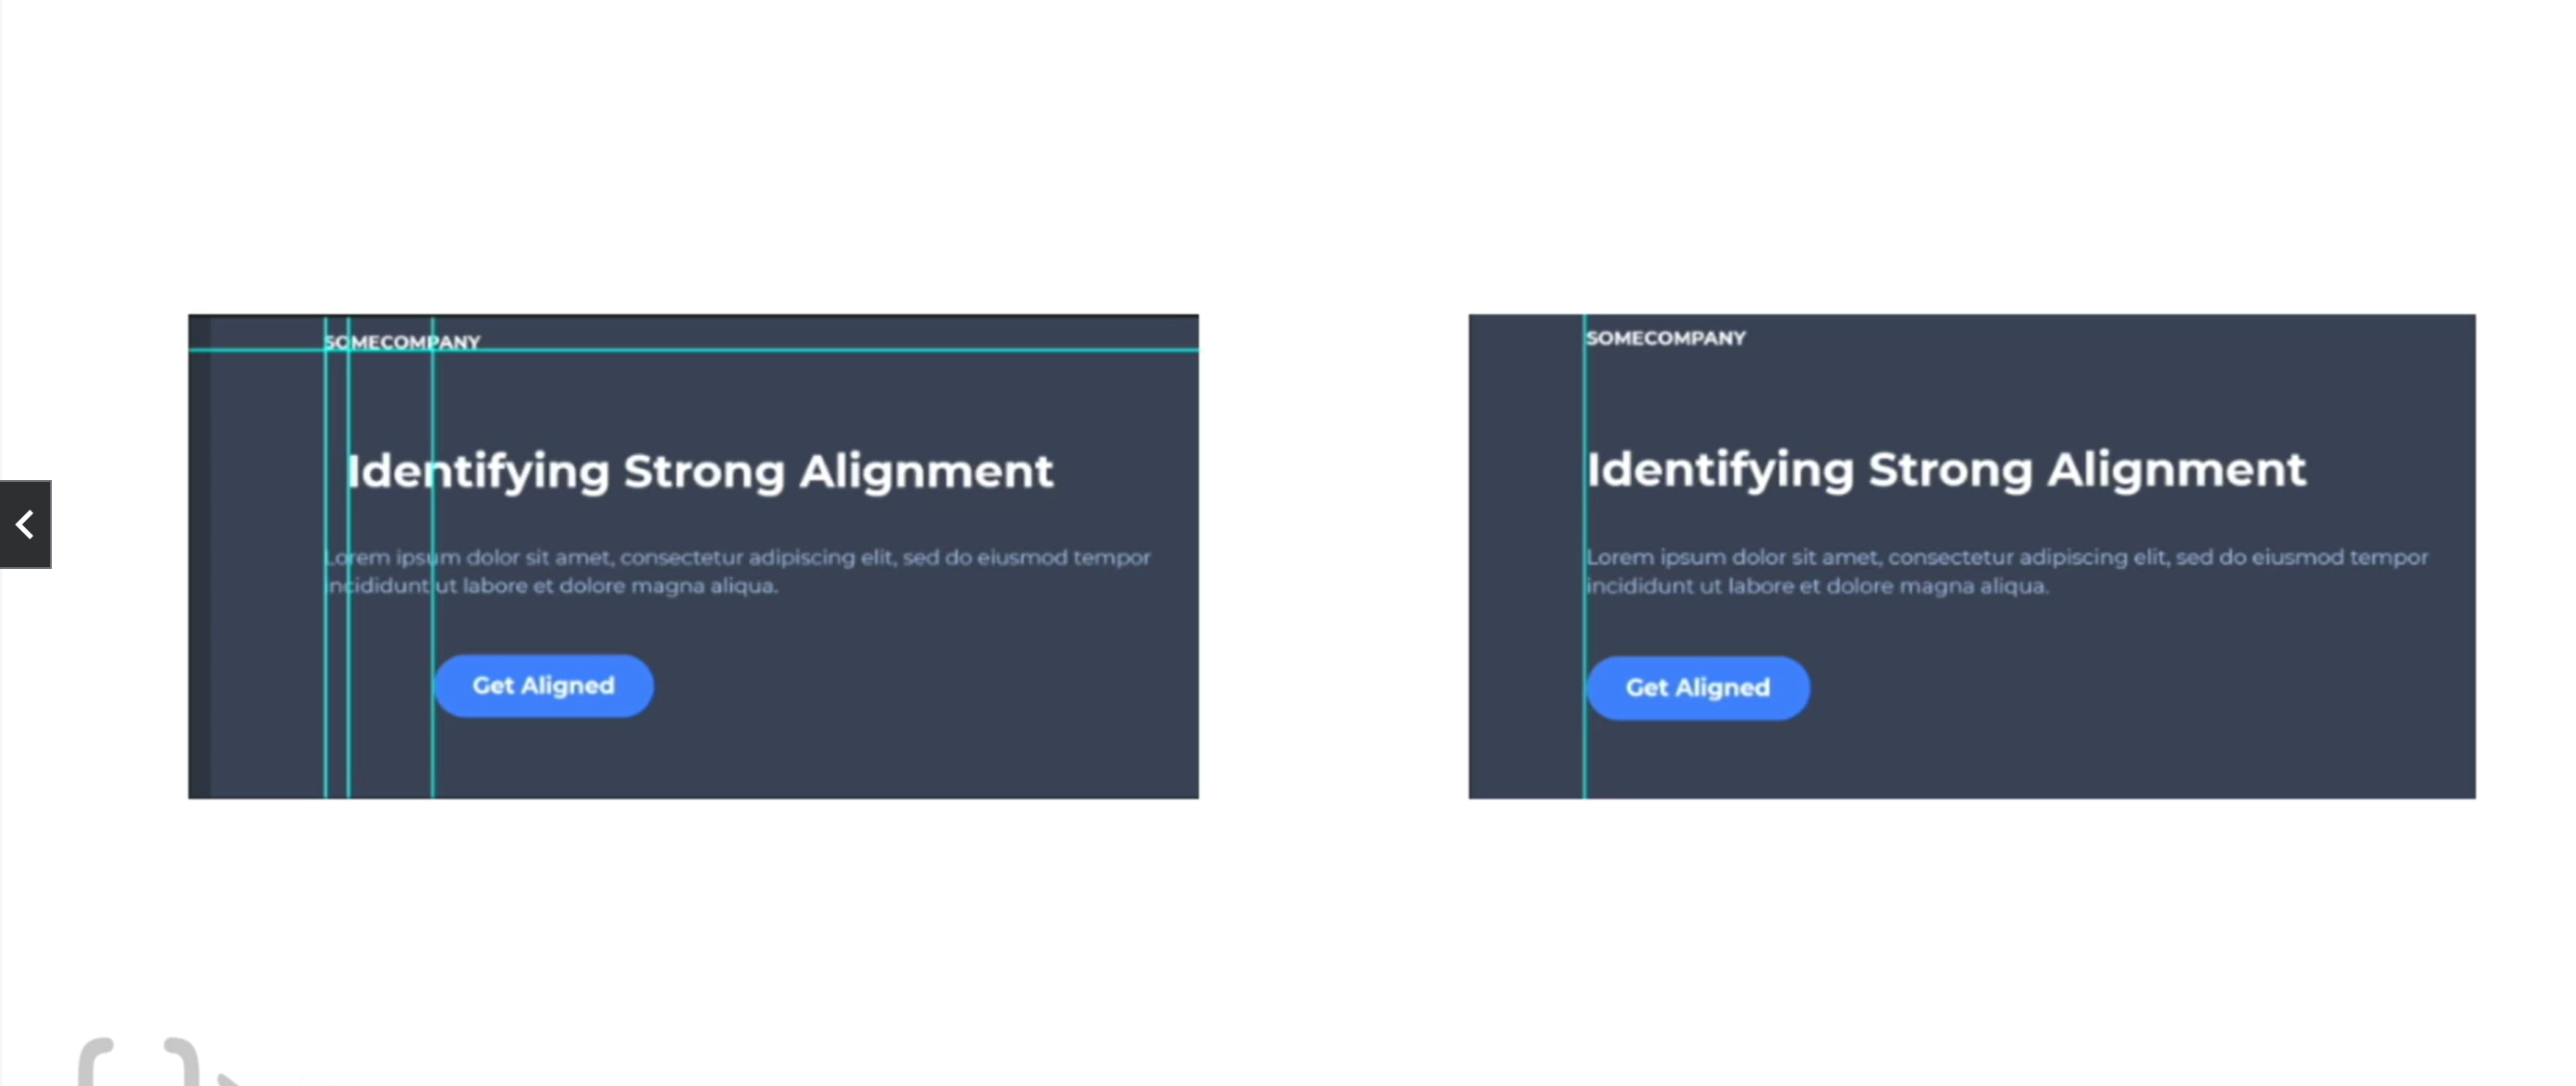 SOMECOMPANY
Identifying Strong Alignment
Lorem ipsum dolor sit amet, consectetur adipiscing elit, sed do eiusmod tempor
incididunt ut labore et dolore magna aliqua.
Get Aligned
SOMECOMPANY
Identifying Strong Alignment
Lorem ipsum dolor sit amet, consectetur adipiscing elit, sed do eiusmod tempor
incididunt ut labore et dolore magna aliqua.
Get Aligned